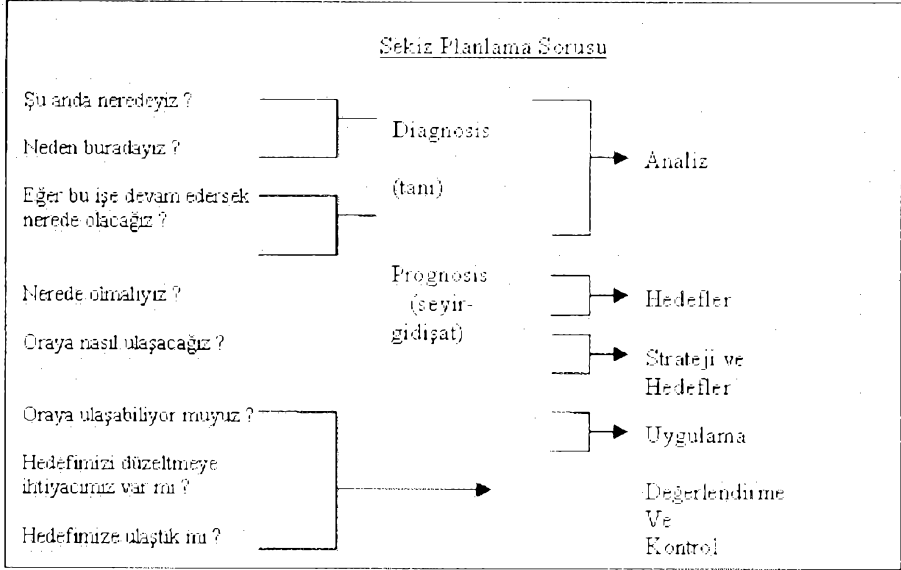 Sekiz Planlama Sorusu
Şu anda neredeyiz ?
Neden buradayız ?
Eğer bu işe devam edersek
nerede olacağız ?
Nerede olmalıyız ?
Oraya nasıl ulaşacağız ?
Oraya ulaşabiliyor muyuz ?
Hedefimizi düzeltmeye
ihtiyacımız var mı ?
Hedefimize ulaştık mı ?
Diagnosis
(tanı)
Prognosis
(seyir-
gidişat)
Analiz
Hedefler
Strateji ve
Hedefler
Uygulama
Değerlendirme
Ve
Kontrol